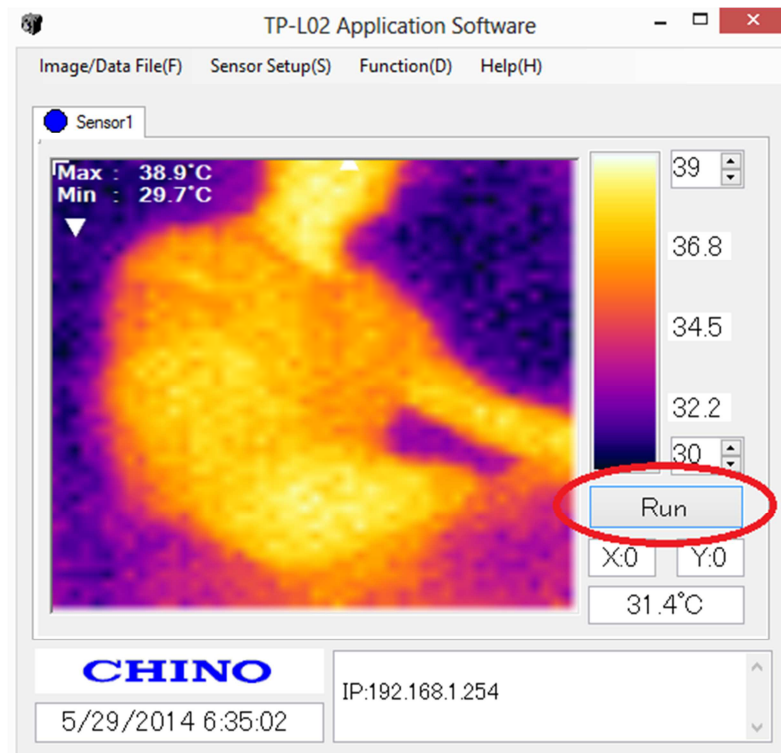 TP-L02 Application Software
Image/Data File(F) Sensor Setup(S) Function(D) Help(H)
Sensor1
Max : 38.9°C
Min : 29.7°C
39
36.8
34.5
32.2
30
Run
X:0 Y:0
31.4°C
CHINO
IP:192.168.1.254
5/29/2014 6:35:02